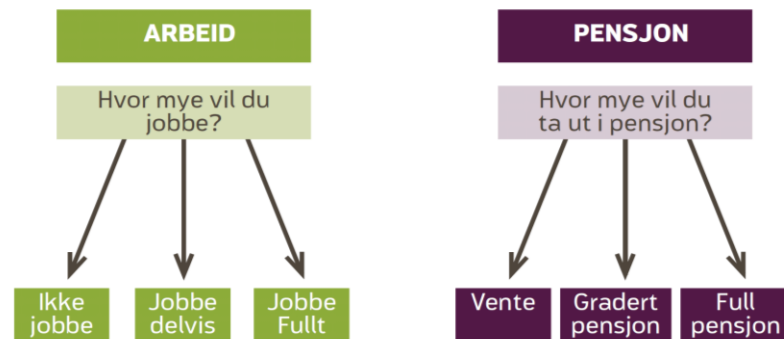 ARBEID
Hvor mye vil du
jobbe?
Ikke
jobbe
Jobbe
delvis
Jobbe
Fullt
PENSJON
Hvor mye vil du
ta ut i pensjon?
Vente
Gradert
pensjon
Full
pensjon